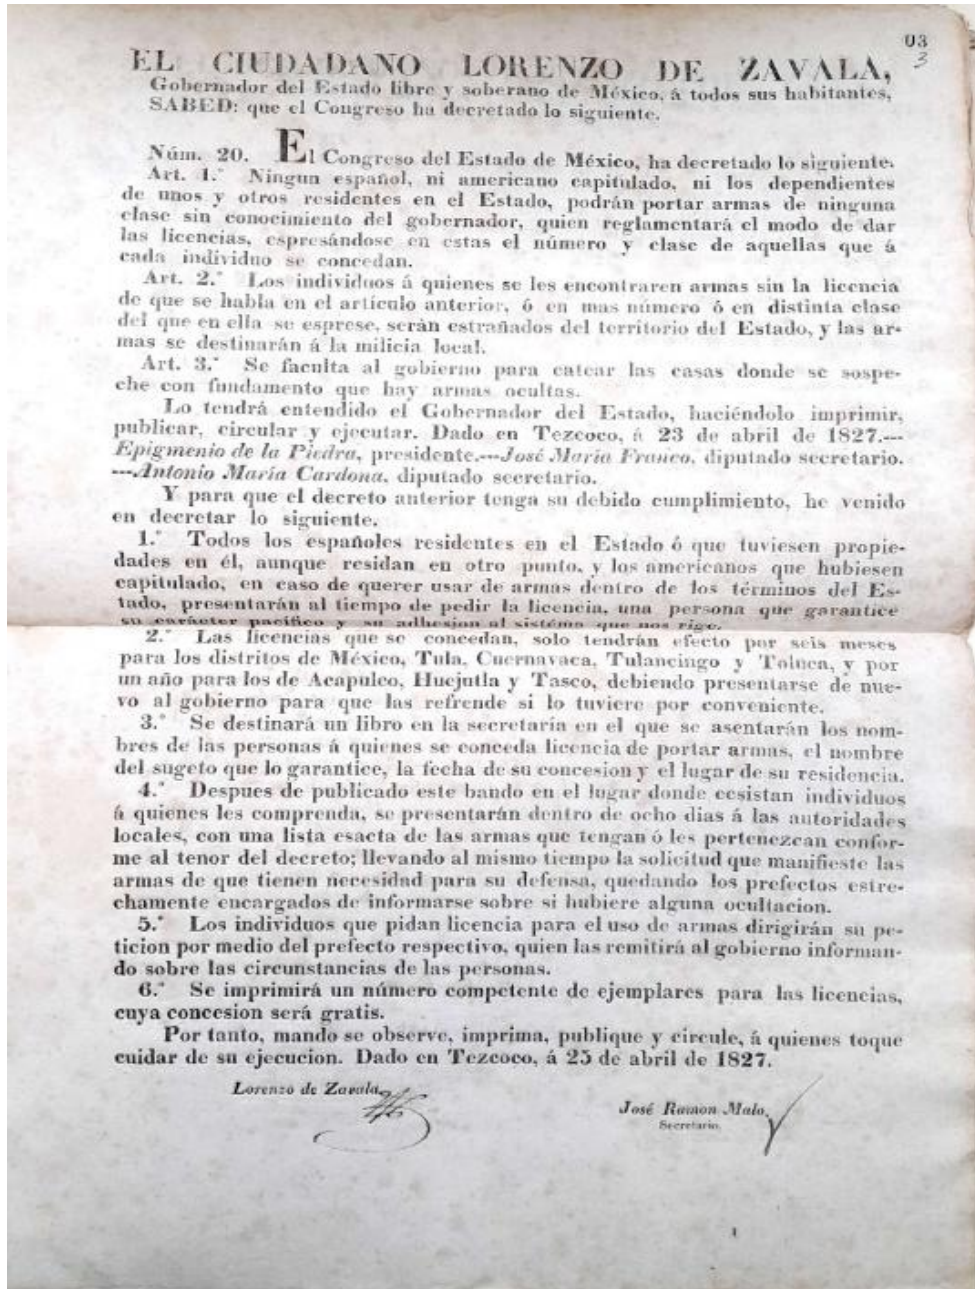 03
3
EL CIUDADANO LORENZO DE ZAVALA,
Gobernador del Estado libre y soberano de México, á todos sus habitantes,
SABED: que el Congreso ha decretado lo siguiente.
Núm. 20. El Congreso del Estado de México, ha decretado lo siguiente.
Art. 1.° Ningun español, ni americano capitulado, ni los dependientes
de unos y otros residentes en el Estado, podrán portar armas de ninguna
clase sin conocimiento del gobernador, quien reglamentará el modo de dar
las licencias, espresándose en estas el número y clase de aquellas que á
cada individuo se concedan.
Art. 2.° Los individuos á quienes se les encontraren armas sin la licencia
de que se habla en el artículo anterior, ó en mas número ó en distinta clase
del que en ella se esprese, serán estrañados del territorio del Estado, y las ar-
mas se destinarán á la milicia local.
Art. 3.° Se faculta al gobierno para catear las casas donde se sospe-
che con fundamento que hay armas ocultas.
Lo tendrá entendido el Gobernador del Estado, haciéndolo imprimir,
publicar, circular y ejecutar. Dado en Tezcoco, á 23 de abril de 1827.---
Epigmenio de la Piedra, presidente.---José María Franco, diputado secretario.
---Antonio María Cardona, diputado secretario.
Y para que el decreto anterior tenga su debido cumplimiento, he venido
en decretar lo siguiente.
1.° Todos los españoles residentes en el Estado ó que tuviesen propie-
dades en él, aunque residan en otro punto, y los americanos que hubiesen
capitulado, en caso de querer usar de armas dentro de los términos del Es-
tado, presentarán al tiempo de pedir la licencia, una persona que garantice
su carácter pacífico y su adhesion al sistéma que nos rige.
2.° Las licencias que se concedan, solo tendrán efecto por seis meses
para los distritos de México, Tula, Cuernavaca, Tulancingo y Toluca, y por
un año para los de Acapulco, Huejutla y Tasco, debiendo presentarse de nue-
vo al gobierno para que las refrende si lo tuviere por conveniente.
3.° Se destinará un libro en la secretaría en el que se asentarán los nom-
bres de las personas á quienes se conceda licencia de portar armas, el nombre
del sugeto que lo garantice, la fecha de su concesion y el lugar de su residencia.
4.° Despues de publicado este bando en el lugar donde ecsistan individuos
á quienes les comprenda, se presentarán dentro de ocho dias á las autoridades
locales, con una lista esacta de las armas que tengan ó les pertenezcan confor-
me al tenor del decreto; llevando al mismo tiempo la solicitud que manifieste las
armas de que tienen necesidad para su defensa, quedando los prefectos estre-
chamente encargados de informarse sobre si hubiere alguna ocultacion.
5.° Los individuos que pidan licencia para el uso de armas dirigirán su pe-
ticion por medio del prefecto respectivo, quien las remitirá al gobierno informan-
do sobre las circunstancias de las personas.
6.° Se imprimirá un número competente de ejemplares para las licencias,
cuya concesion será gratis.
Por tanto, mando se observe, imprima, publique y circule, á quienes toque
cuidar de su ejecucion. Dado en Tezcoco, á 25 de abril de 1827.
Lorenzo de Zavala.
José Ramon Malo,
Secretario.